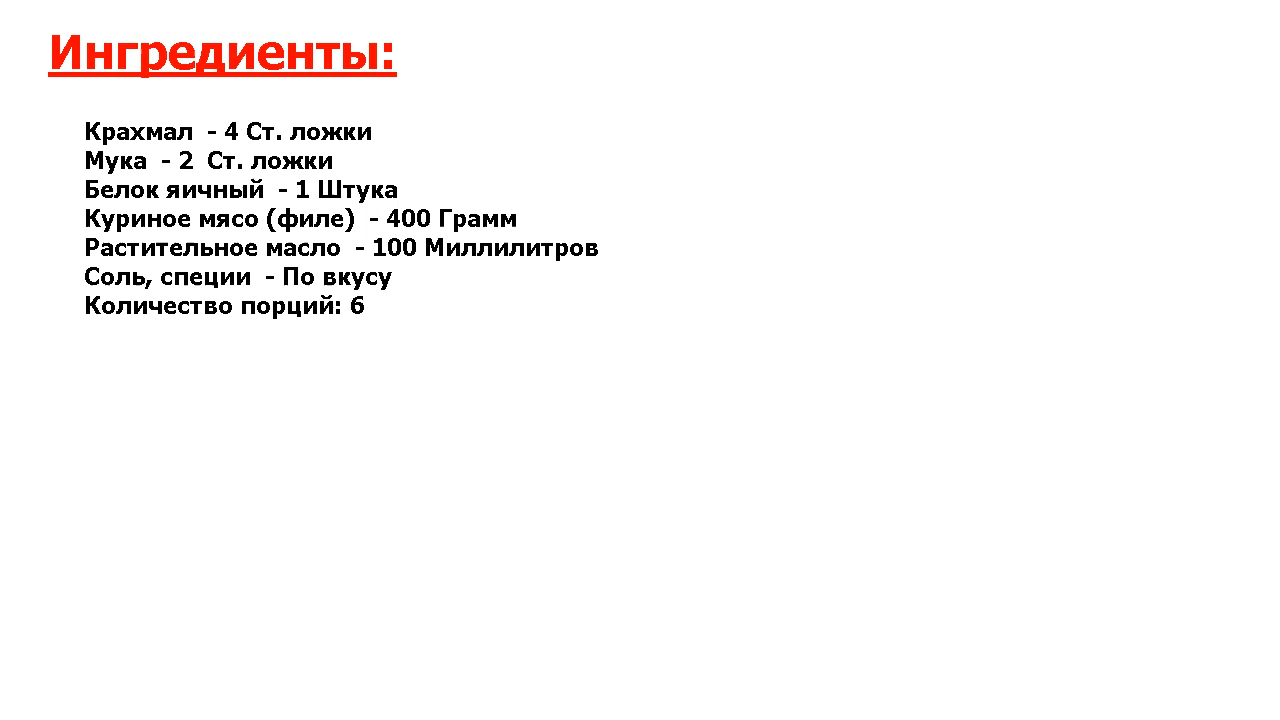 Ингредиенты:
Крахмал  - 4 Ст. ложки
Мука  - 2  Ст. ложки
Белок яичный  - 1 Штука
Куриное мясо (филе)  - 400 Грамм
Растительное масло  - 100 Миллилитров
Соль, специи  - По вкусу
Количество порций: 6